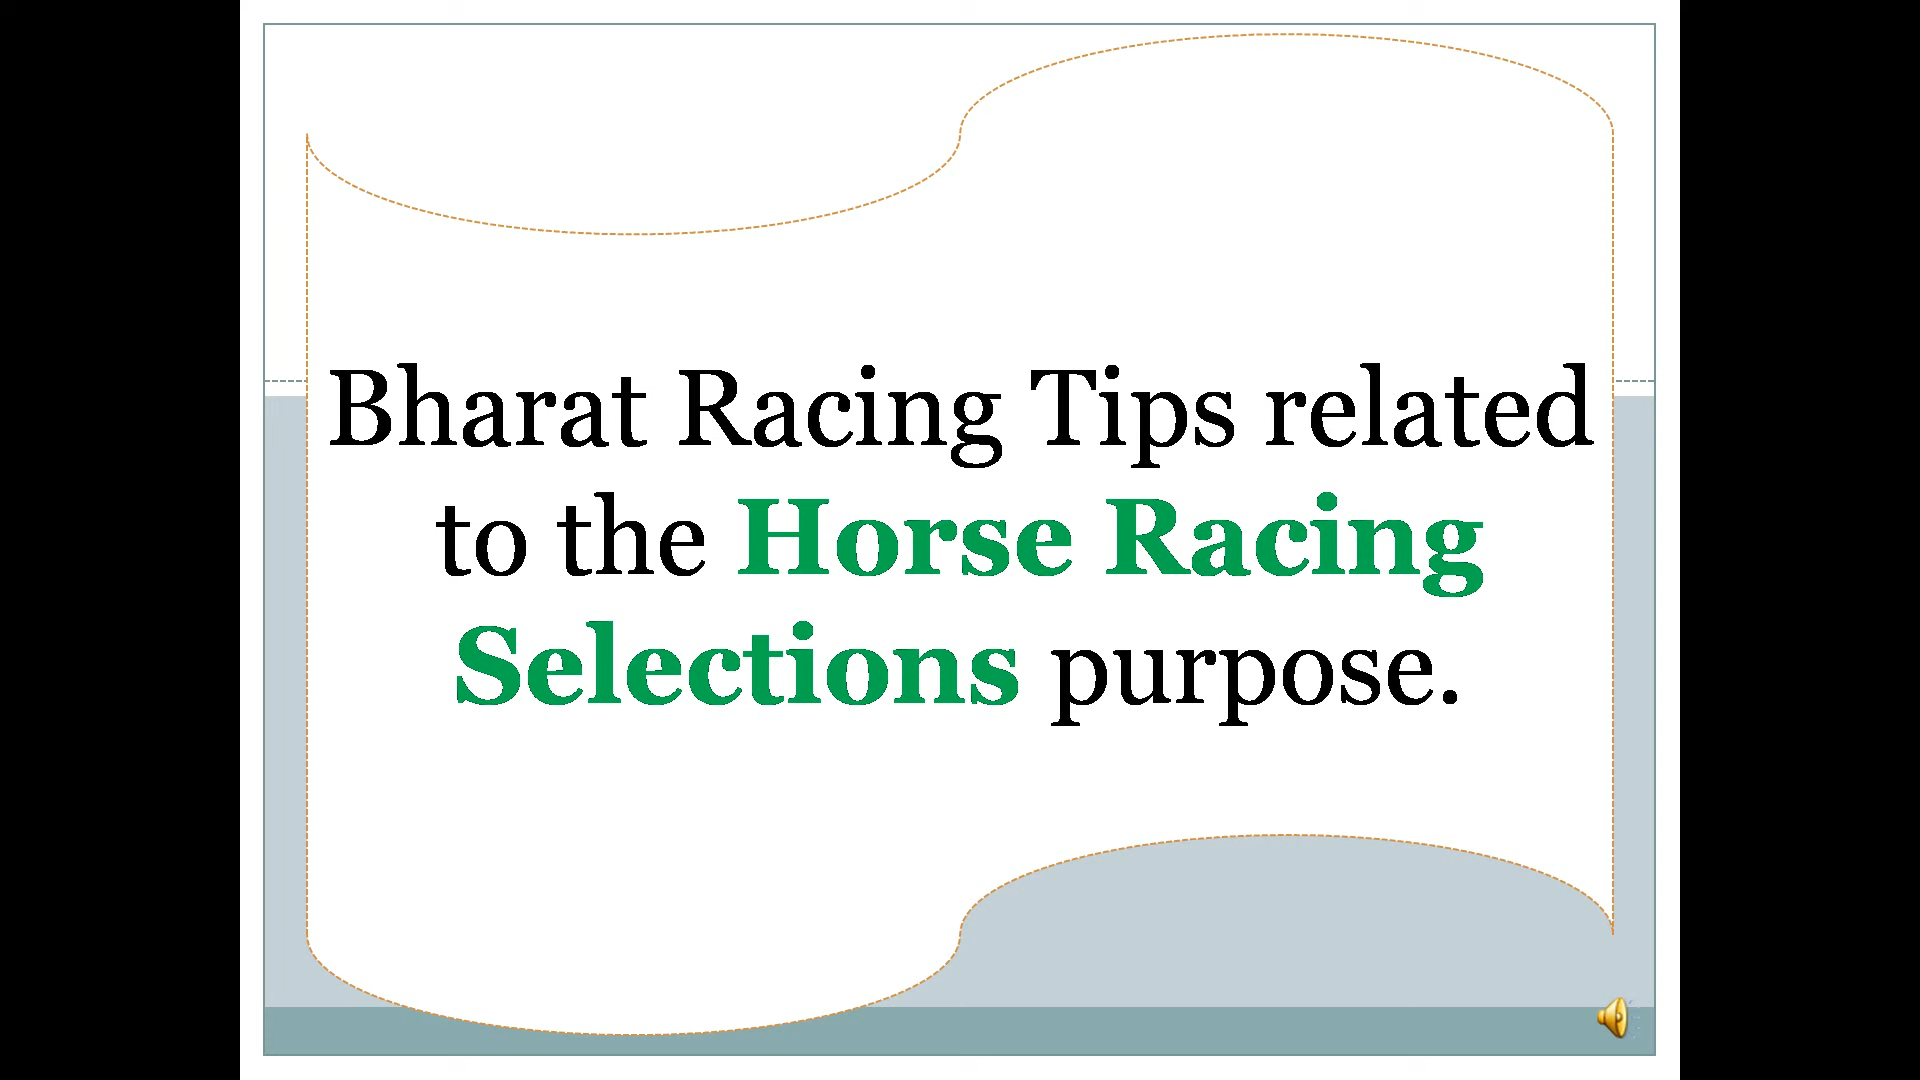 Bharat Racing Tips related
to the Horse Racing
Selections purpose.